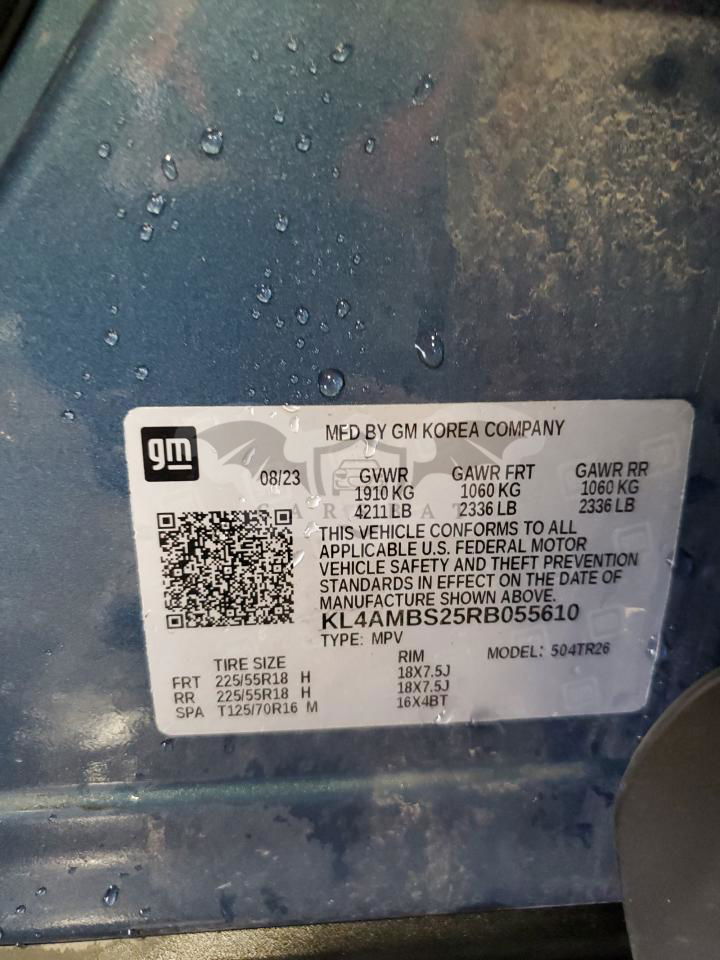 gm
MFD BY GM KOREA COMPANY
08/23 GVWR GAWR FRT GAWR RR
1910 KG 1060 KG 1060 KG
4211LB 2336 LB 2336 LB
THIS VEHICLE CONFORMS TO ALL
APPLICABLE U.S. FEDERAL MOTOR
VEHICLE SAFETY AND THEFT PREVENTION
STANDARDS IN EFFECT ON THE DATE OF
MANUFACTURE SHOWN ABOVE.
KL4AMBS25RB055610
TYPE: MPV MODEL: 504TR26
TIRE SIZE RIM
FRT 225/55R18 H 18X7.5J
RR 225/55R18 H 18X7.5J
SPA T125/70R16 M 16X4BT